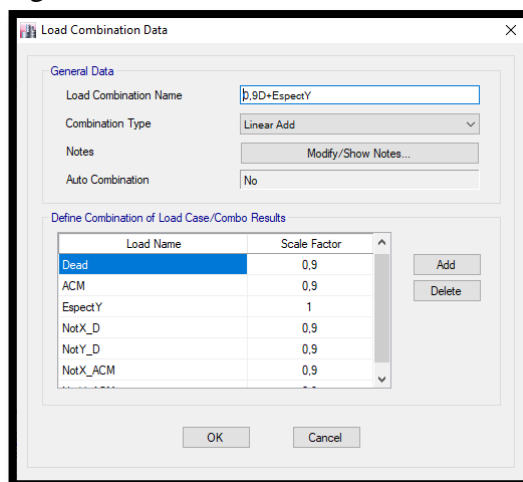 Load Combination Data
General Data
Load Combination Name 0,9D+EspectY
Combination Type Linear Add
Notes Modify/Show Notes...
Auto Combination No
Define Combination of Load Case/Combo Results
Load Name Scale Factor
Dead 0,9 Add
ACM 0,9 Delete
EspectY 1
NotX_D 0,9
NotY_D 0,9
NotX_ACM 0,9
OK Cancel